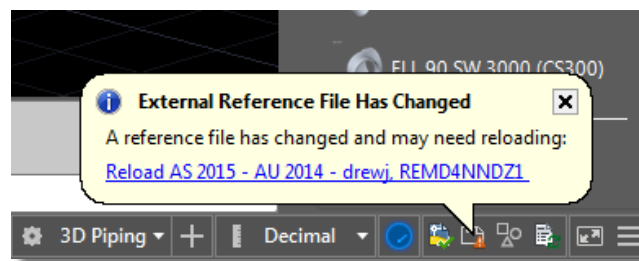 ELL 90 SW 3000 (CS300)
External Reference File Has Changed
A reference file has changed and may need reloading:
Reload AS 2015 - AU 2014 - drewj, REMD4NNDZ1
3D Piping
Decimal